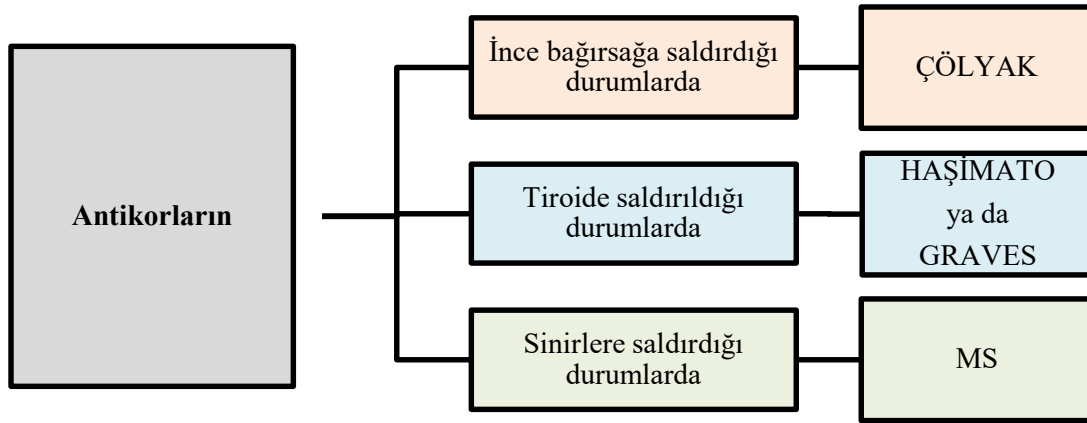 Antikorların
İnce bağırsağa saldırdığı
durumlarda
ÇÖLYAK
Tiroide saldırıldığı
durumlarda
HAŞİMATO
ya da
GRAVES
Sinirlere saldırdığı
durumlarda
MS